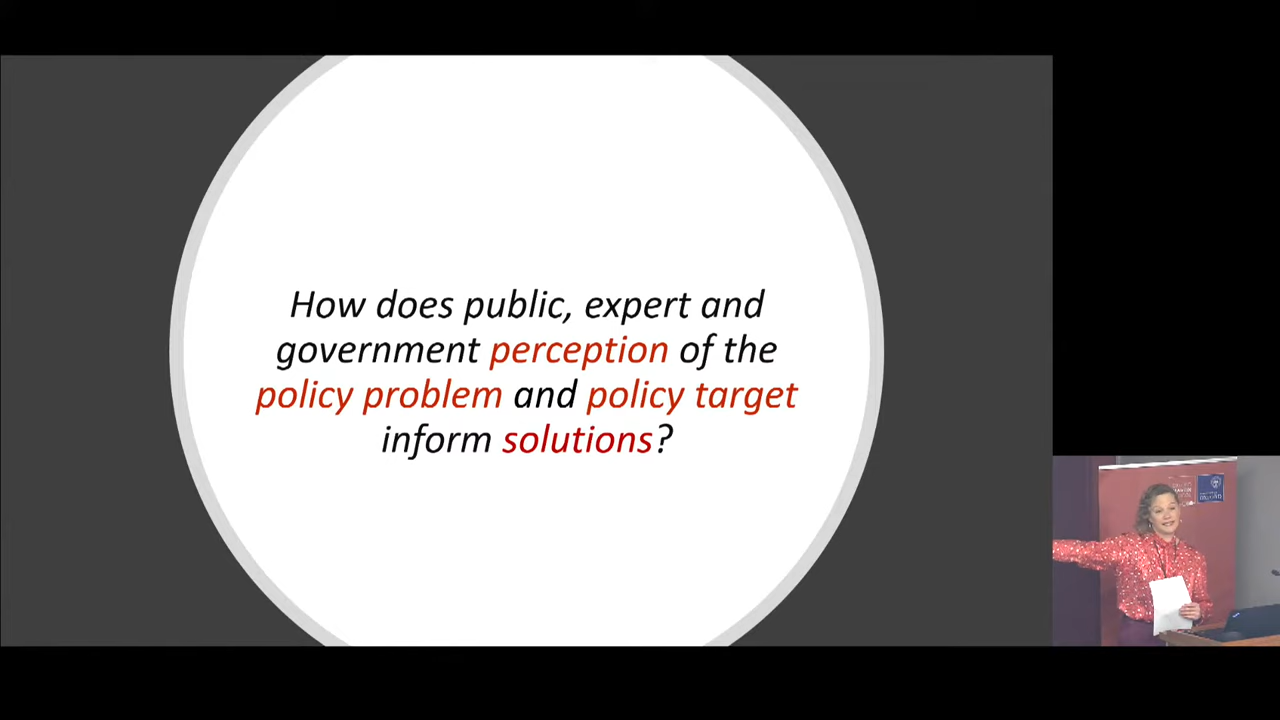 How does public, expert and
government perception of the
policy problem and policy target
inform solutions?